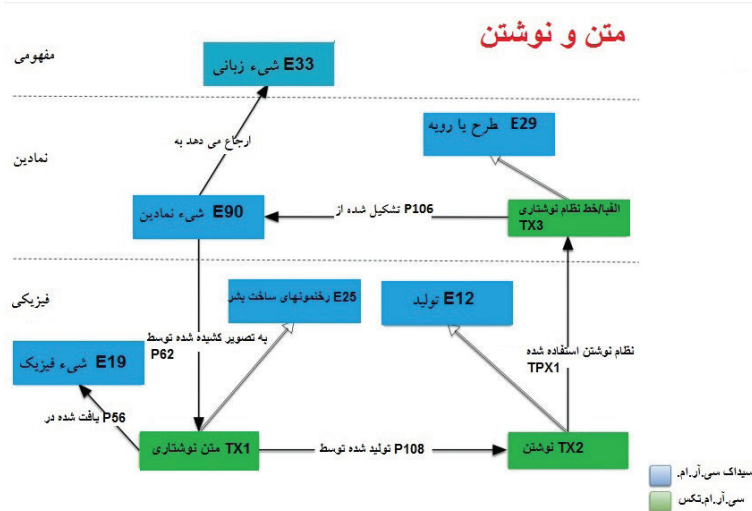 متن و نوشتن
مفهومی
E33 شیء زبانی
ارجاع می دهد به
نمادین
E29 طرح یا رویه
E90 شیء نمادین
P106 تشکیل شده از
الفبا/خط نظام نوشتاری
TX3
فیزیکی
E25 رخنمونهای ساخت بشر
E12 تولید
به تصویر کشیده شده توسط
P62
نظام نوشتن استفاده شده
TPX1
E19 شیء فیزیک
P56 یافت شده در
TX1 متن نوشتاری
P108 تولید شده توسط
TX2 نوشتن
سیداک سی.آر.ام.
سی.آر.ام.تکس